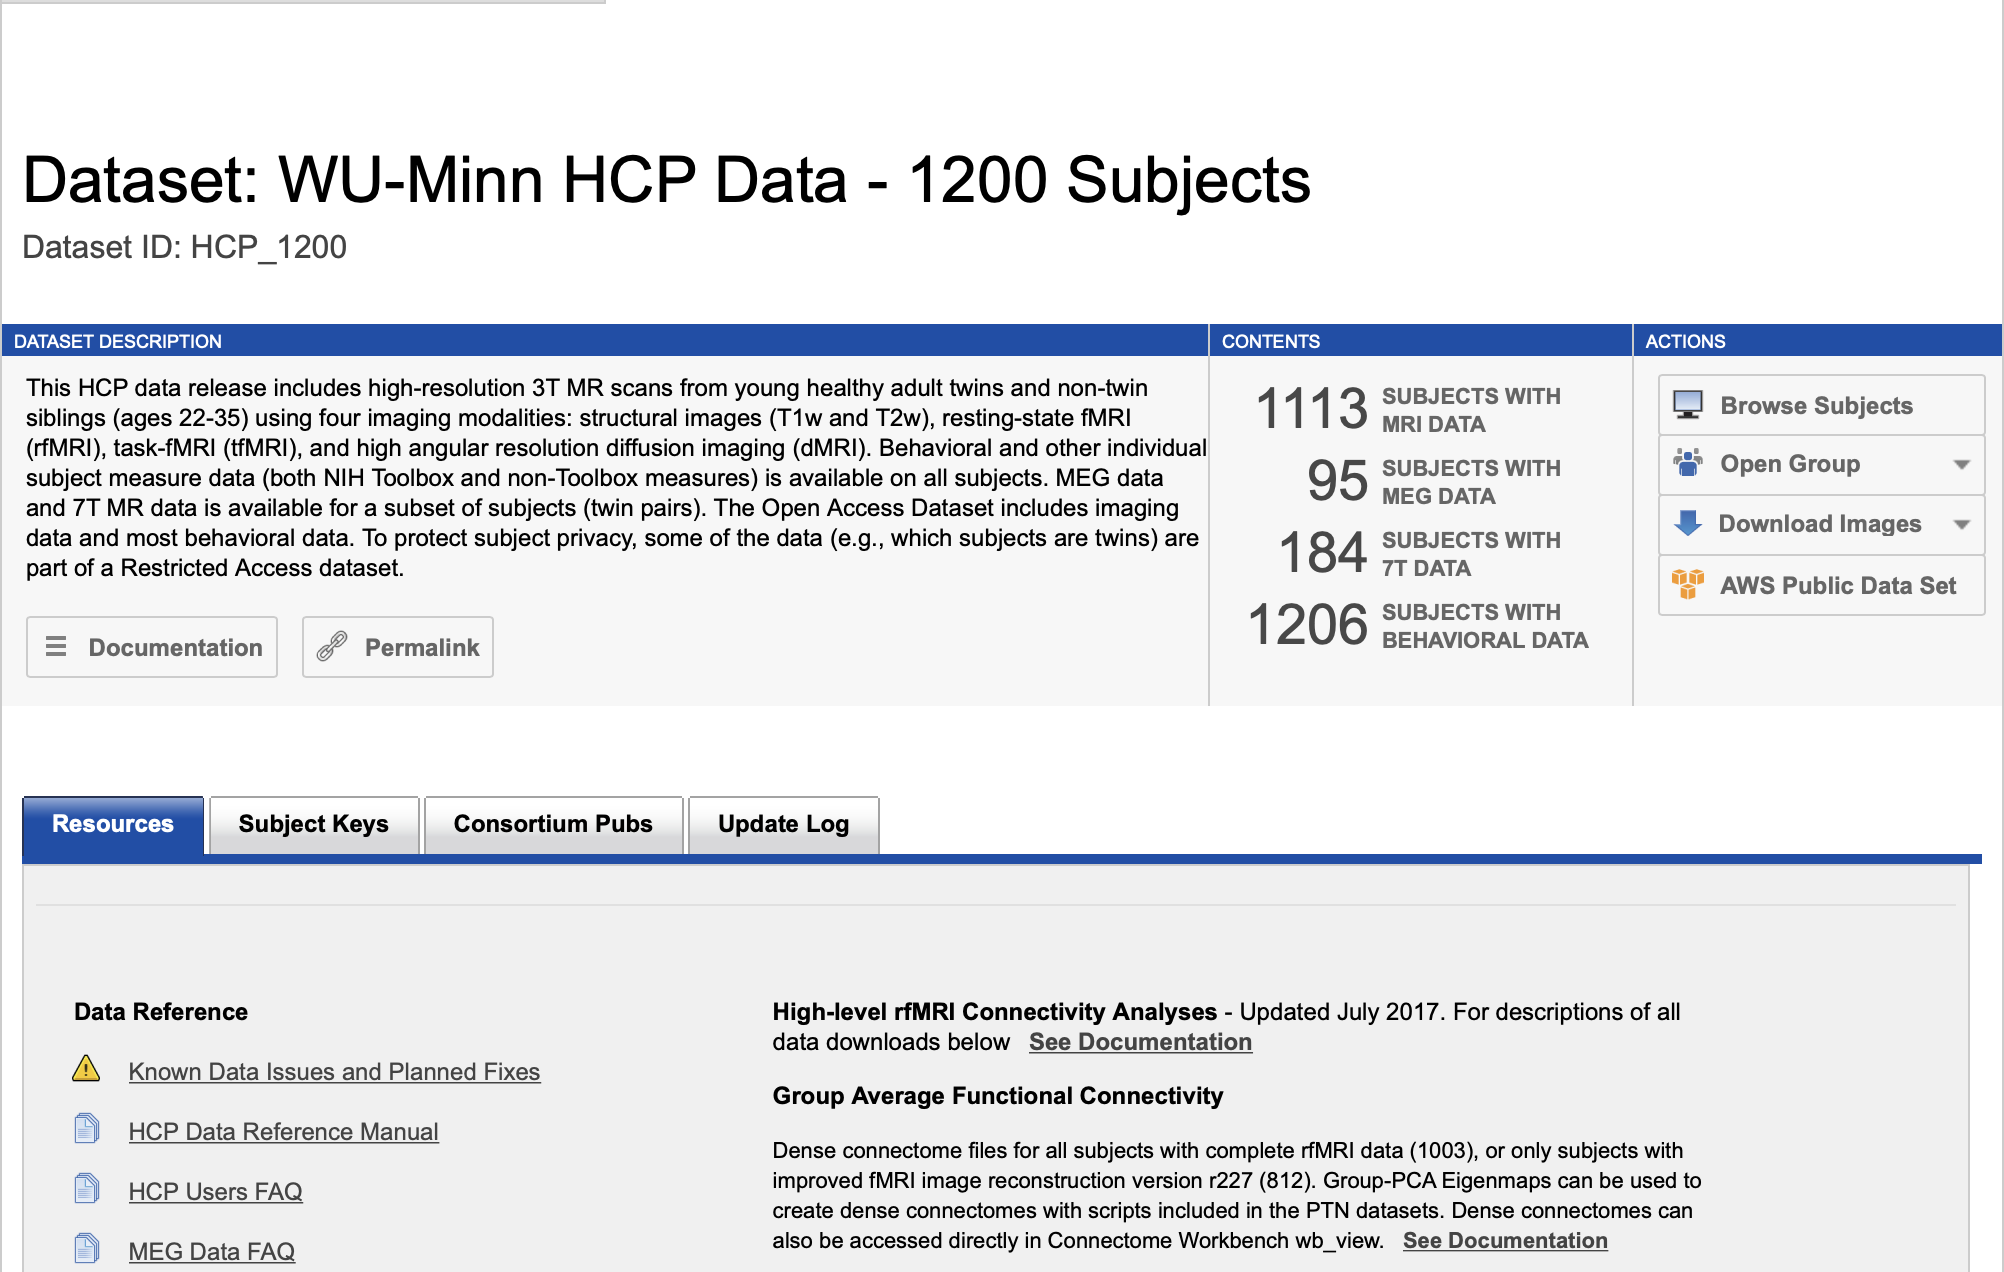 Dataset: WU-Minn HCP Data - 1200 Subjects
Dataset ID: HCP_1200
DATASET DESCRIPTION
This HCP data release includes high-resolution 3T MR scans from young healthy adult twins and non-twin
siblings (ages 22-35) using four imaging modalities: structural images (T1w and T2w), resting-state fMRI
(rfMRI), task-fMRI (tfMRI), and high angular resolution diffusion imaging (dMRI). Behavioral and other individual
subject measure data (both NIH Toolbox and non-Toolbox measures) is available on all subjects. MEG data
and 7T MR data is available for a subset of subjects (twin pairs). The Open Access Dataset includes imaging
data and most behavioral data. To protect subject privacy, some of the data (e.g., which subjects are twins) are
part of a Restricted Access dataset.
Documentation
Permalink
CONTENTS
1113 SUBJECTS WITH
MRI DATA
95 SUBJECTS WITH
MEG DATA
184 SUBJECTS WITH
7T DATA
1206 SUBJECTS WITH
BEHAVIORAL DATA
ACTIONS
Browse Subjects
Open Group
Download Images
AWS Public Data Set
Resources
Subject Keys
Consortium Pubs
Update Log
Data Reference
Known Data Issues and Planned Fixes
HCP Data Reference Manual
HCP Users FAQ
MEG Data FAQ
High-level rfMRI Connectivity Analyses - Updated July 2017. For descriptions of all
data downloads below See Documentation
Group Average Functional Connectivity
Dense connectome files for all subjects with complete rfMRI data (1003), or only subjects with
improved fMRI image reconstruction version r227 (812). Group-PCA Eigenmaps can be used to
create dense connectomes with scripts included in the PTN datasets. Dense connectomes can
also be accessed directly in Connectome Workbench wb_view. See Documentation